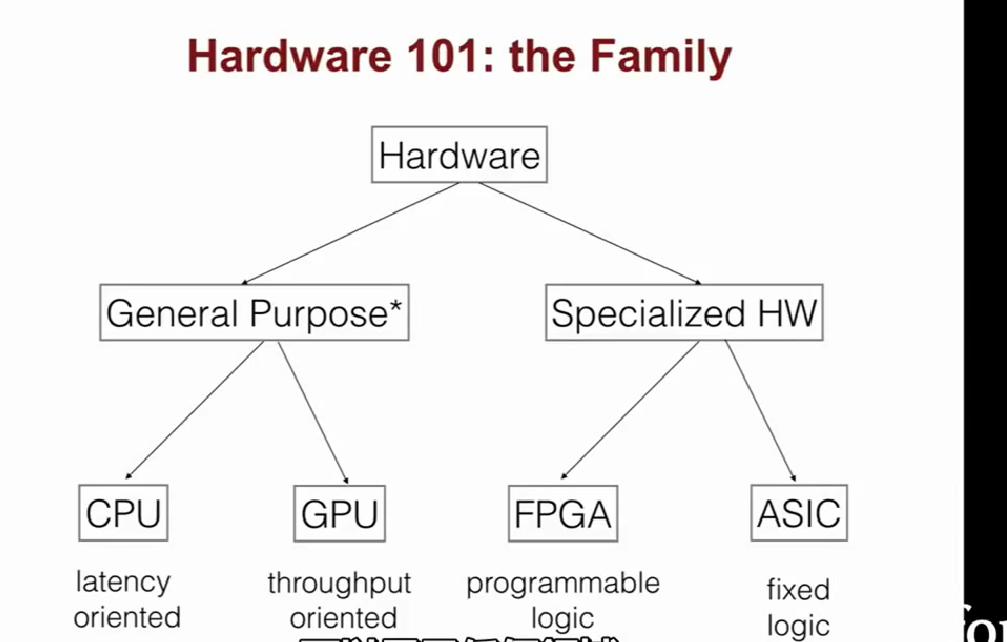 Hardware 101: the Family
Hardware
General Purpose*
Specialized HW
CPU
GPU
FPGA
ASIC
latency
oriented
throughput
oriented
programmable
logic
fixed
logic